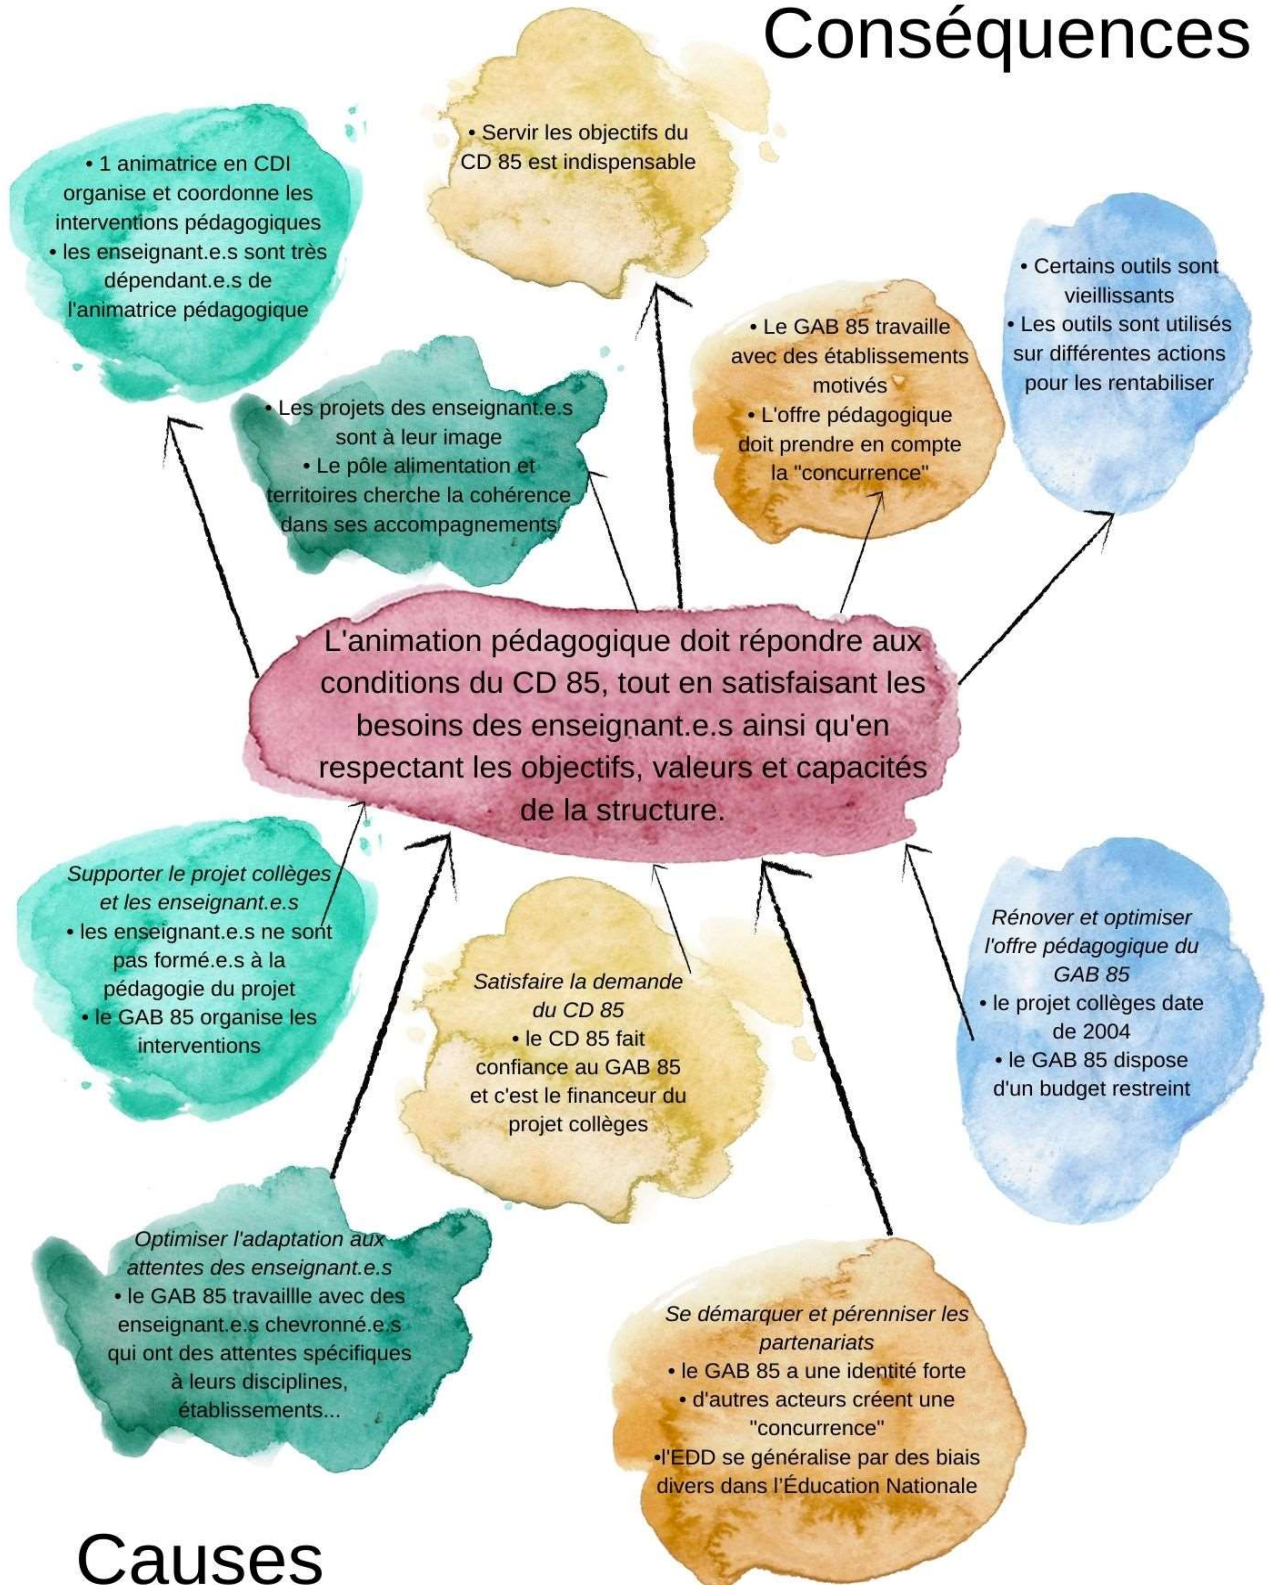 Conséquences
• Servir les objectifs du
CD 85 est indispensable
• 1 animatrice en CDI
organise et coordonne les
interventions pédagogiques
• les enseignant.e.s sont très
dépendant.e.s de
l'animatrice pédagogique
• Certains outils sont
vieillissants
• Les outils sont utilisés
sur différentes actions
pour les rentabiliser
• Le GAB 85 travaille
avec des établissements
motivés
• L'offre pédagogique
doit prendre en compte
la "concurrence"
• Les projets des enseignant.e.s
sont à leur image
• Le pôle alimentation et
territoires cherche la cohérence
dans ses accompagnements
L'animation pédagogique doit répondre aux
conditions du CD 85, tout en satisfaisant les
besoins des enseignant.e.s ainsi qu'en
respectant les objectifs, valeurs et capacités
de la structure.
Supporter le projet collèges
et les enseignant.e.s
• les enseignant.e.s ne sont
pas formé.e.s à la
pédagogie du projet
• le GAB 85 organise les
interventions
Satisfaire la demande
du CD 85
• le CD 85 fait
confiance au GAB 85
et c'est le financeur du
projet collèges
Rénover et optimiser
l'offre pédagogique du
GAB 85
• le projet collèges date
de 2004
• le GAB 85 dispose
d'un budget restreint
Optimiser l'adaptation aux
attentes des enseignant.e.s
• le GAB 85 travaillle avec des
enseignant.e.s chevronné.e.s
qui ont des attentes spécifiques
à leurs disciplines,
établissements...
Se démarquer et pérenniser les
partenariats
• le GAB 85 a une identité forte
• d'autres acteurs créent une
"concurrence"
•l'EDD se généralise par des biais
divers dans l'Éducation Nationale
Causes